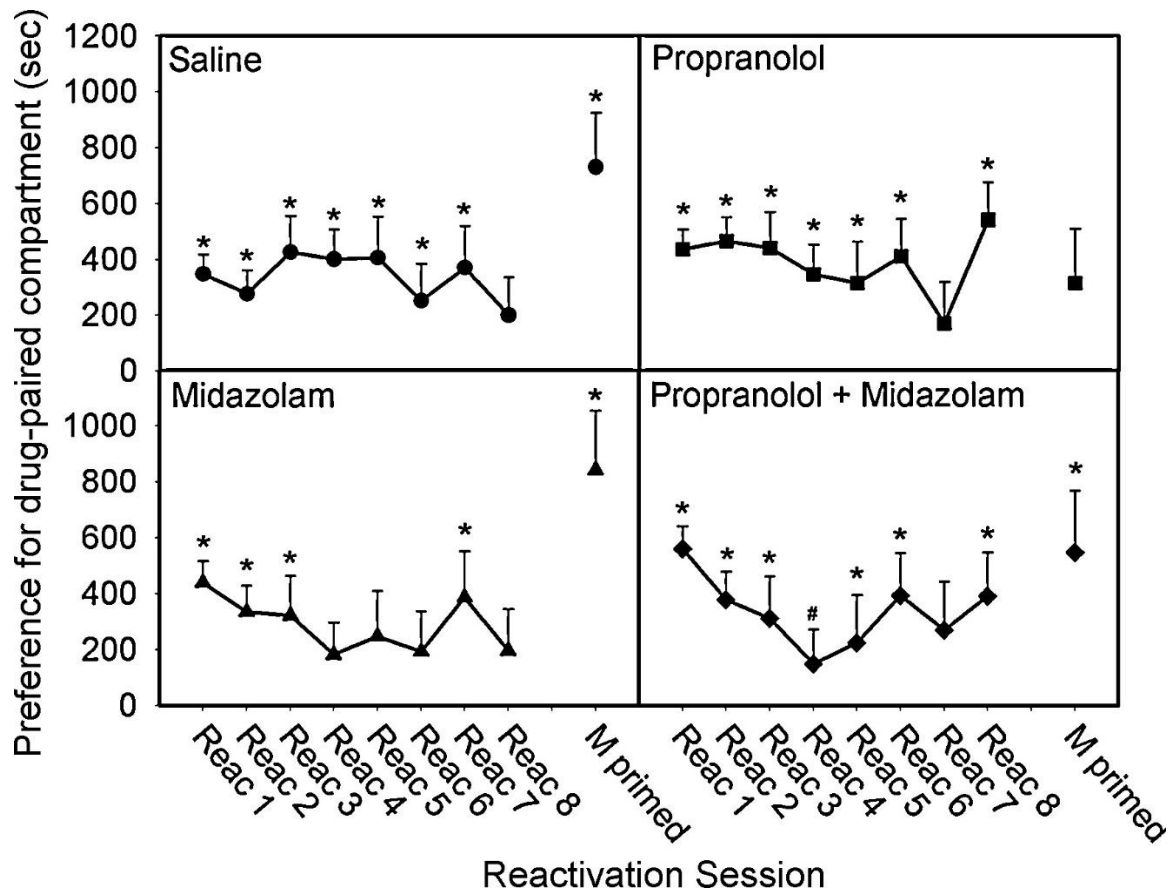 Preference for drug-paired compartment (sec)
1200
1000
800
600
400
200
0
Saline
* * * * * * * *
Propranolol
* * * * * * *
1000
800
600
400
200
0
Midazolam
* * * * *
Propranolol + Midazolam
* * * # * * * *
Reac 1
Reac 2
Reac 3
Reac 4
Reac 5
Reac 6
Reac 7
Reac 8
M primed
Reac 1
Reac 2
Reac 3
Reac 4
Reac 5
Reac 6
Reac 7
Reac 8
M primed
Reactivation Session